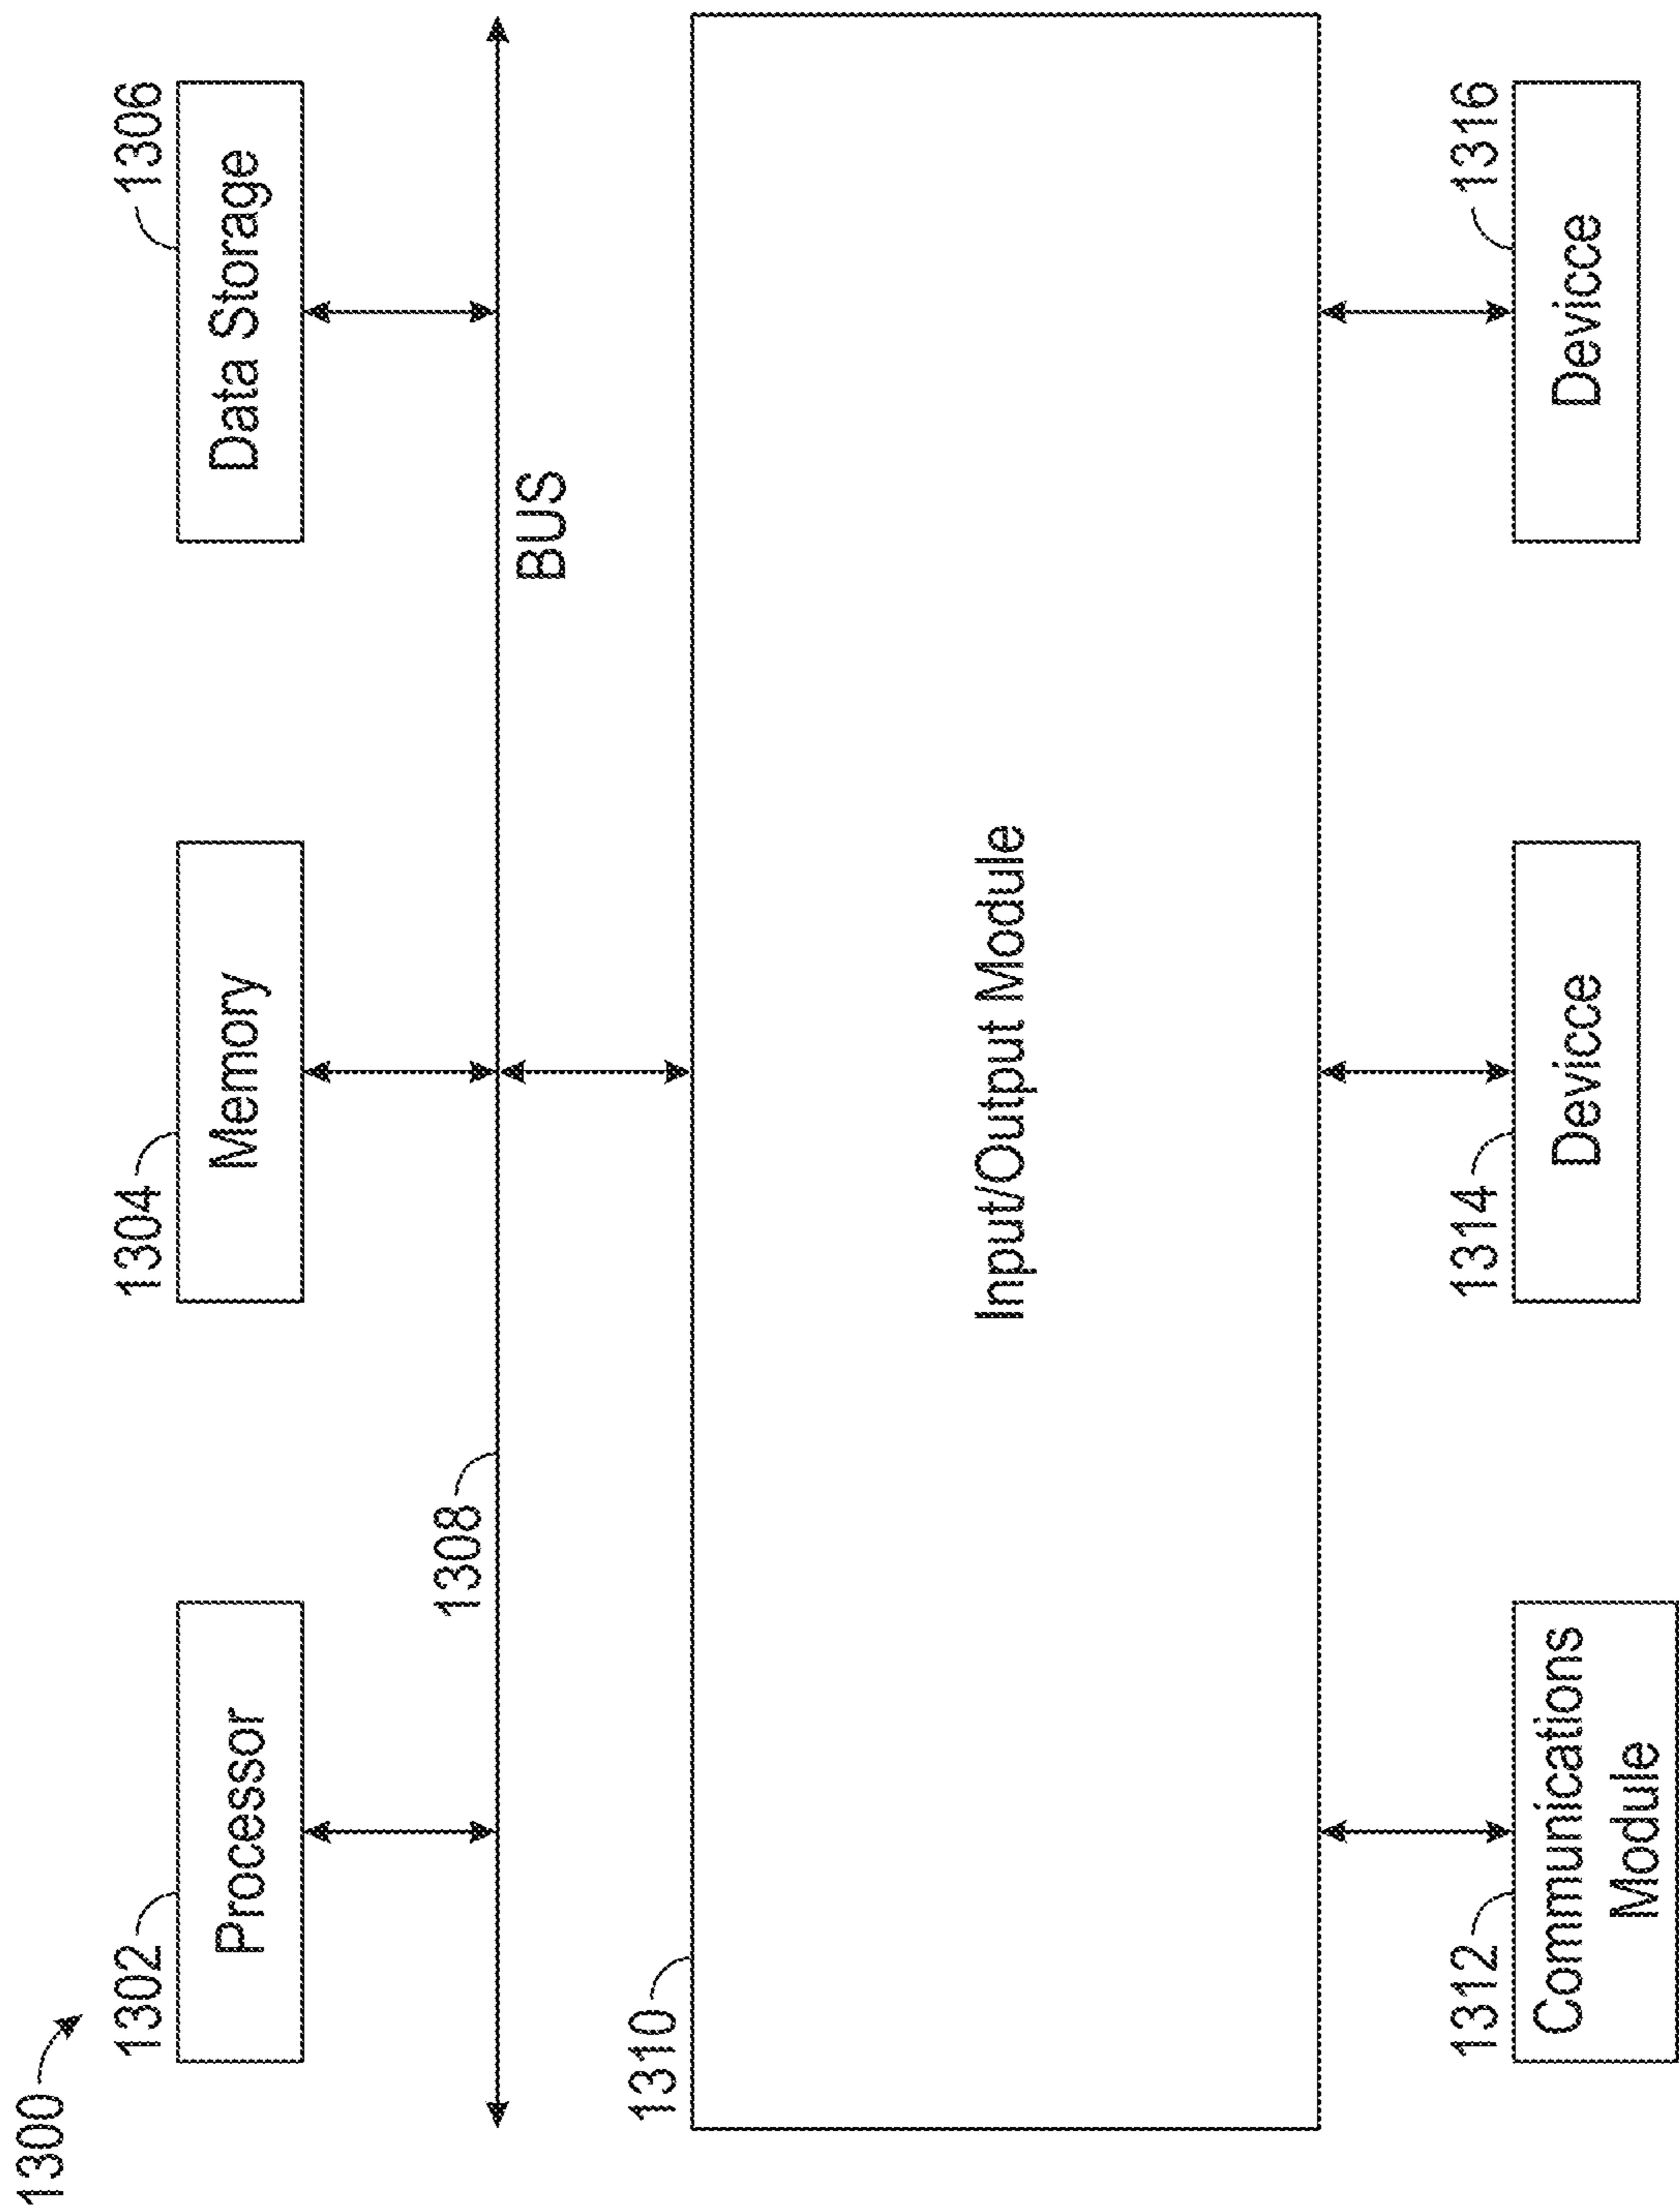 1300
1302
Processor
1304
Memory
1306
Data Storage
1308
BUS
1310
Input/Output Module
1312
Communications
Module
1314
Devicce
1316
Devicce